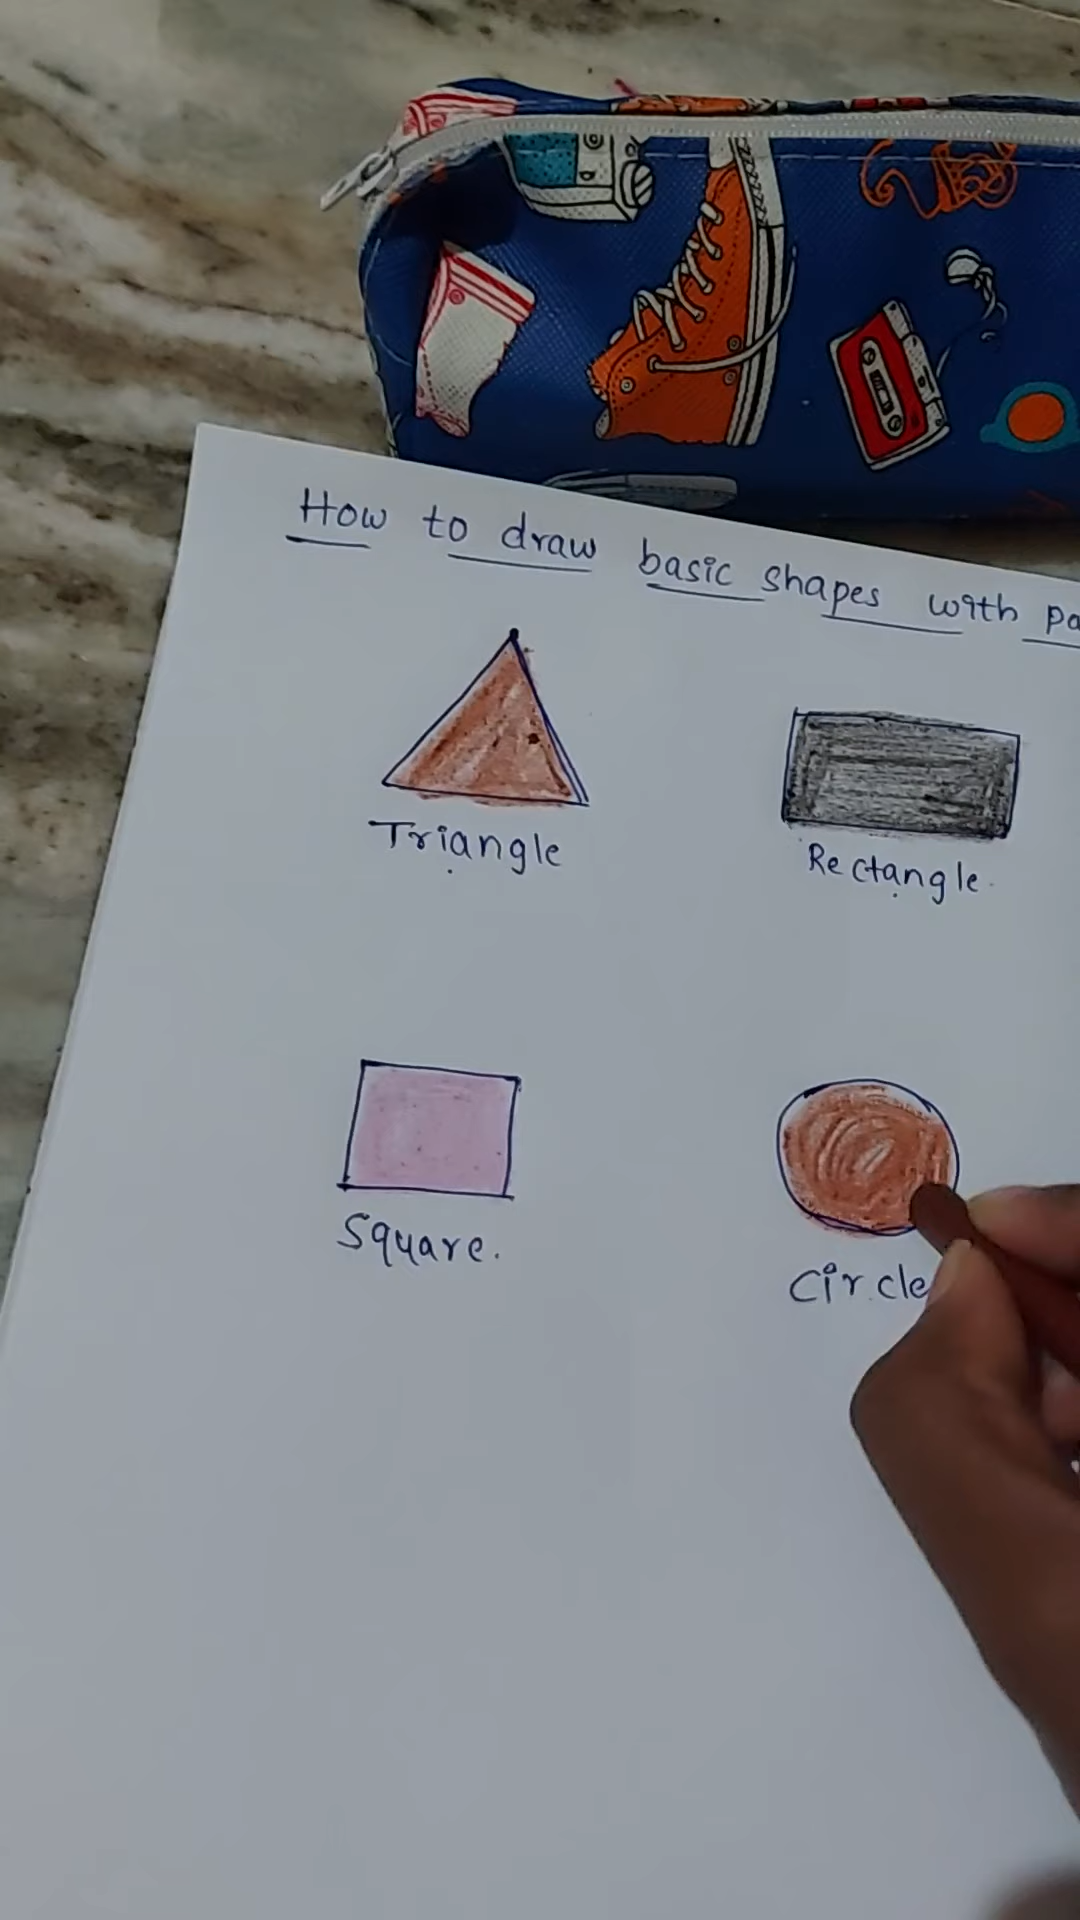 How to draw basic shapes with
Triangle
Rectangle.
Square.
Circle